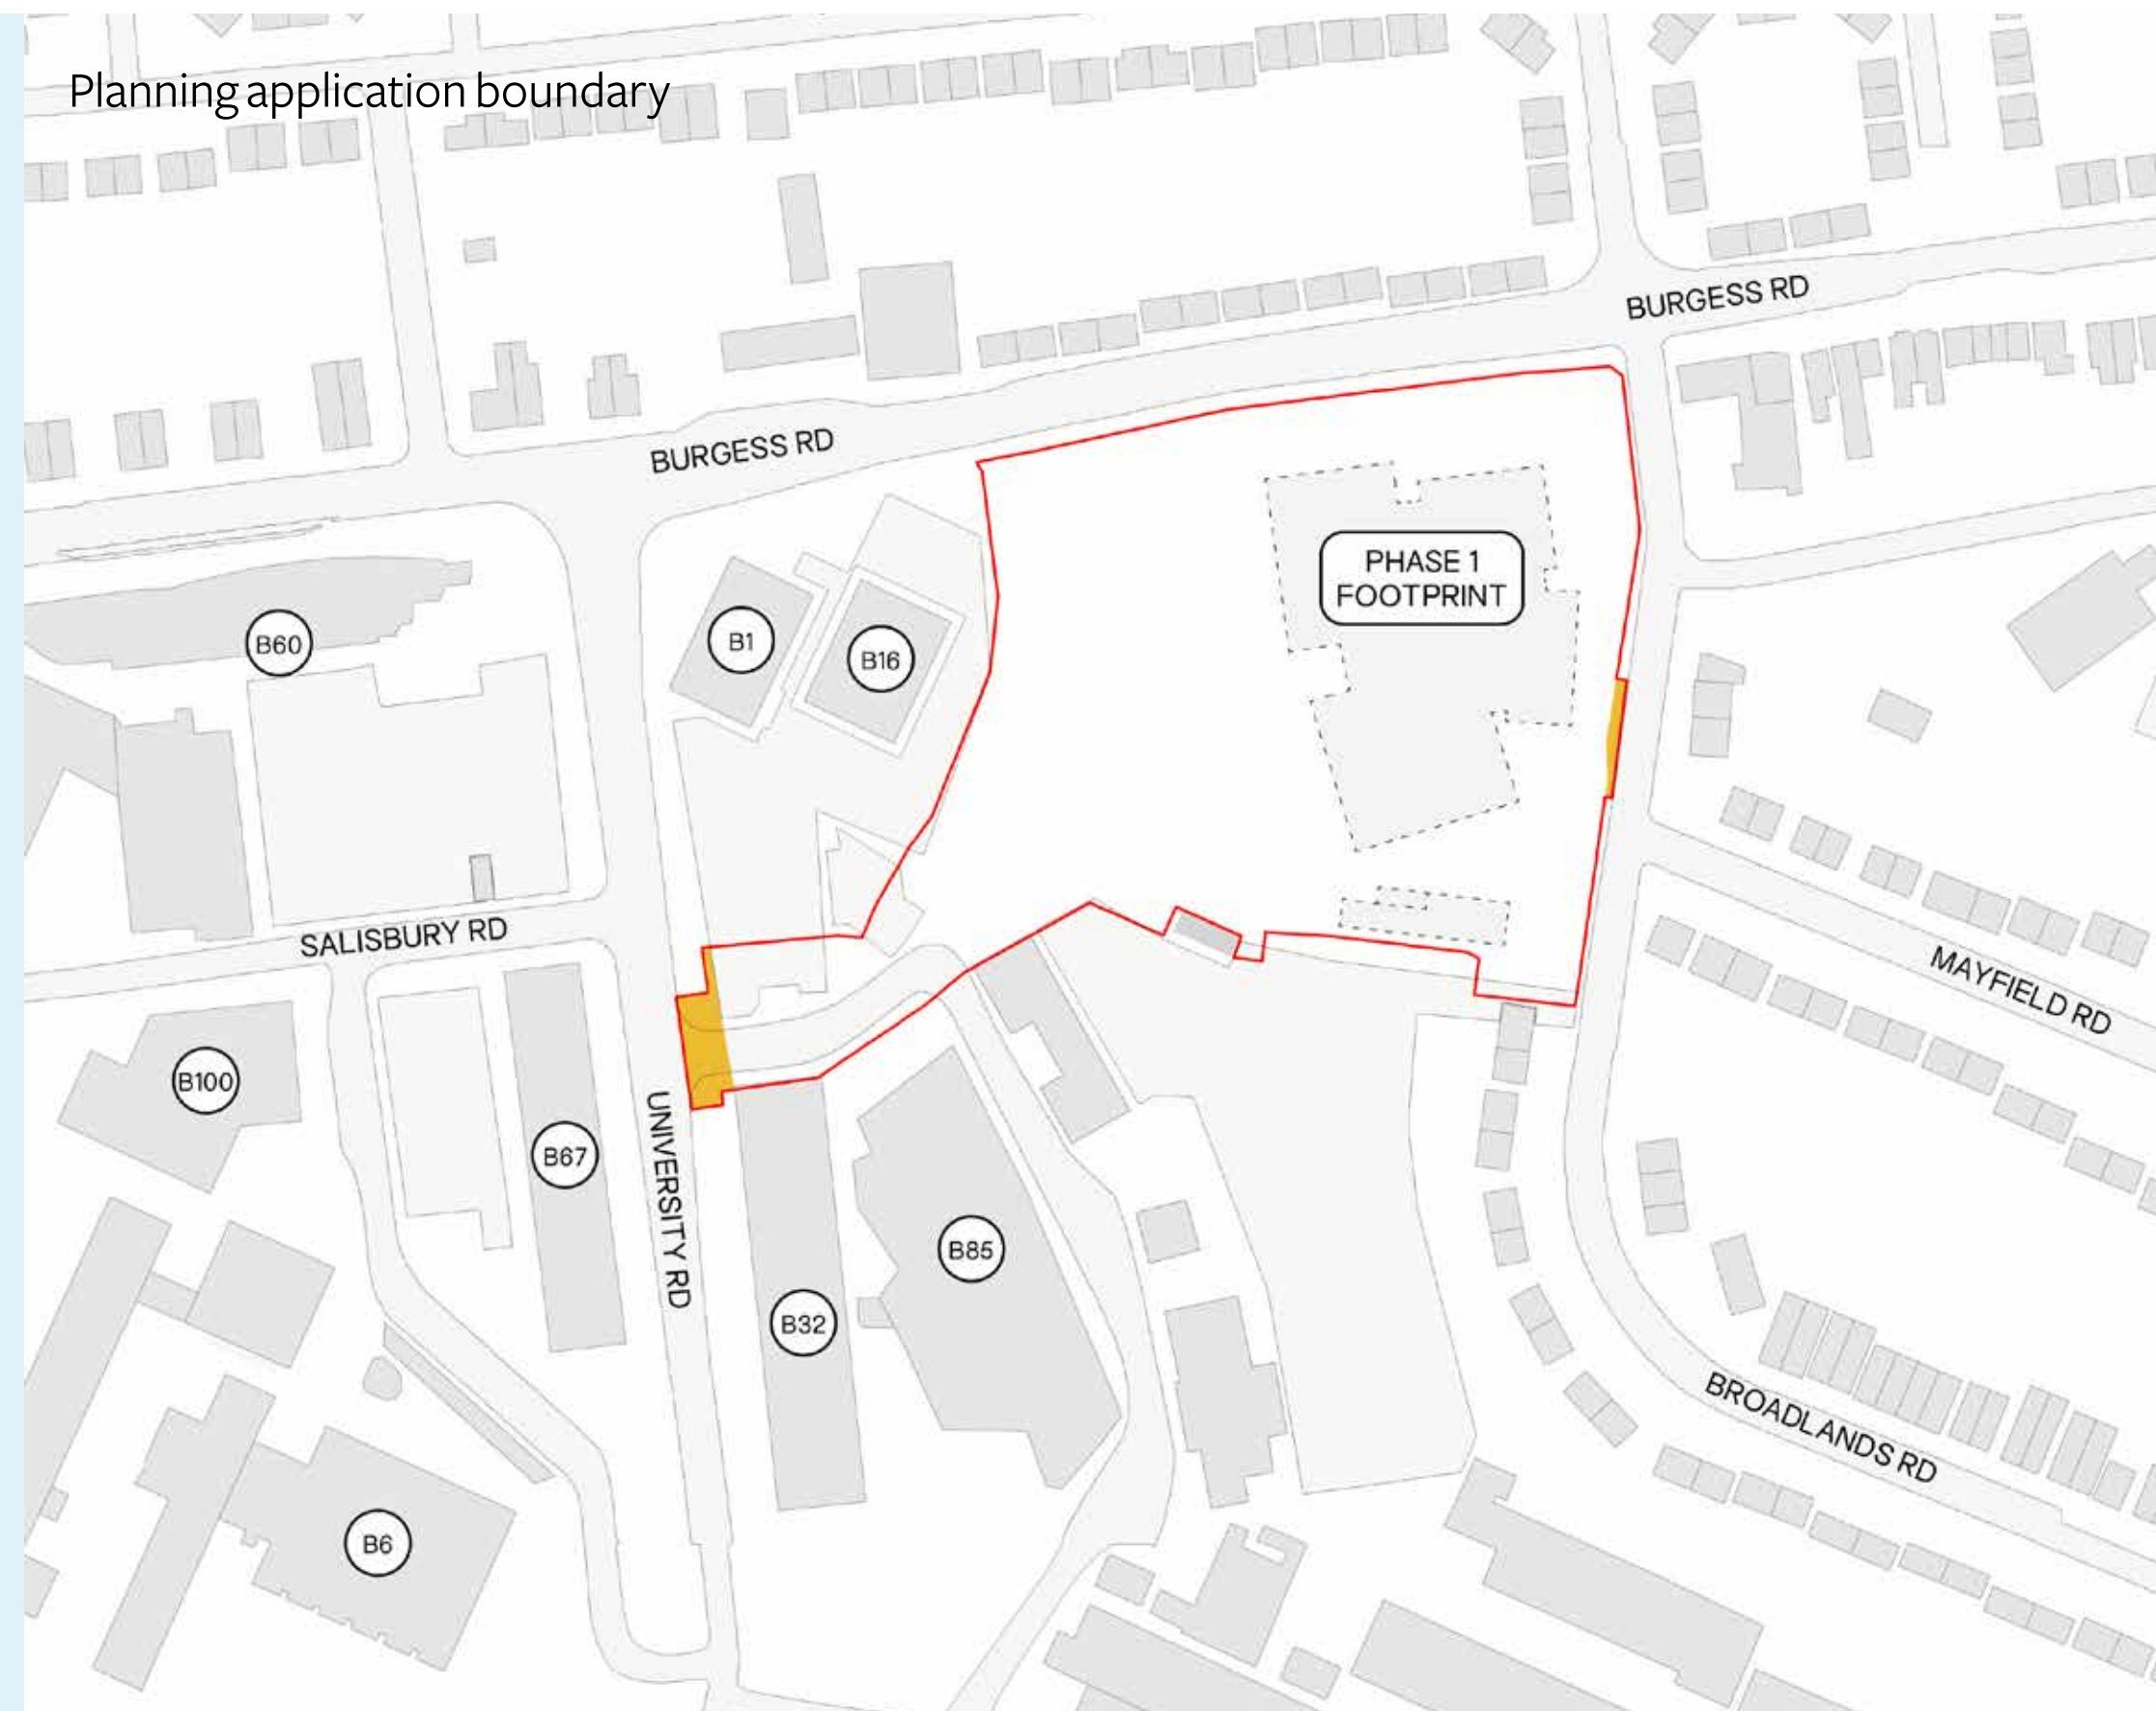 Planning application boundary
BURGESS RD
BURGESS RD
PHASE 1
FOOTPRINT
B60
B1
B16
SALISBURY RD
MAYFIELD RD
B100
B67
UNIVERSITY RD
B85
B32
BROADLANDS RD
B6